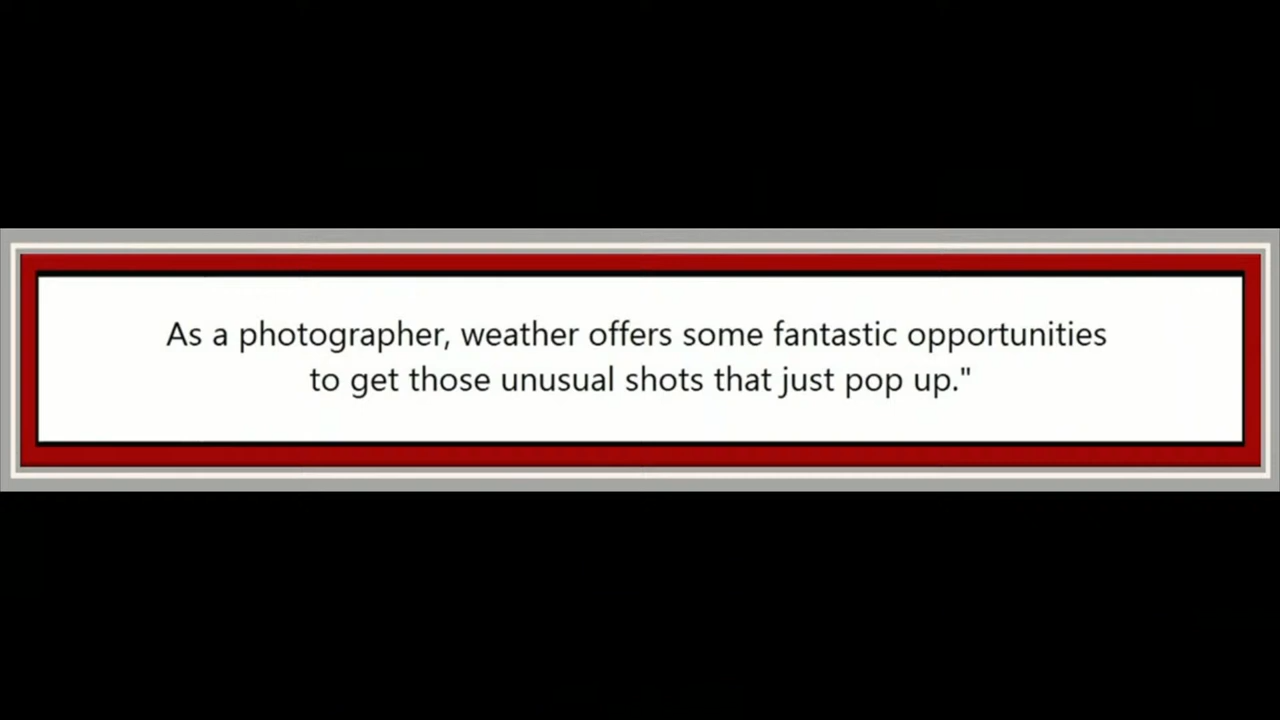 As a photographer, weather offers some fantastic opportunities
to get those unusual shots that just pop up."